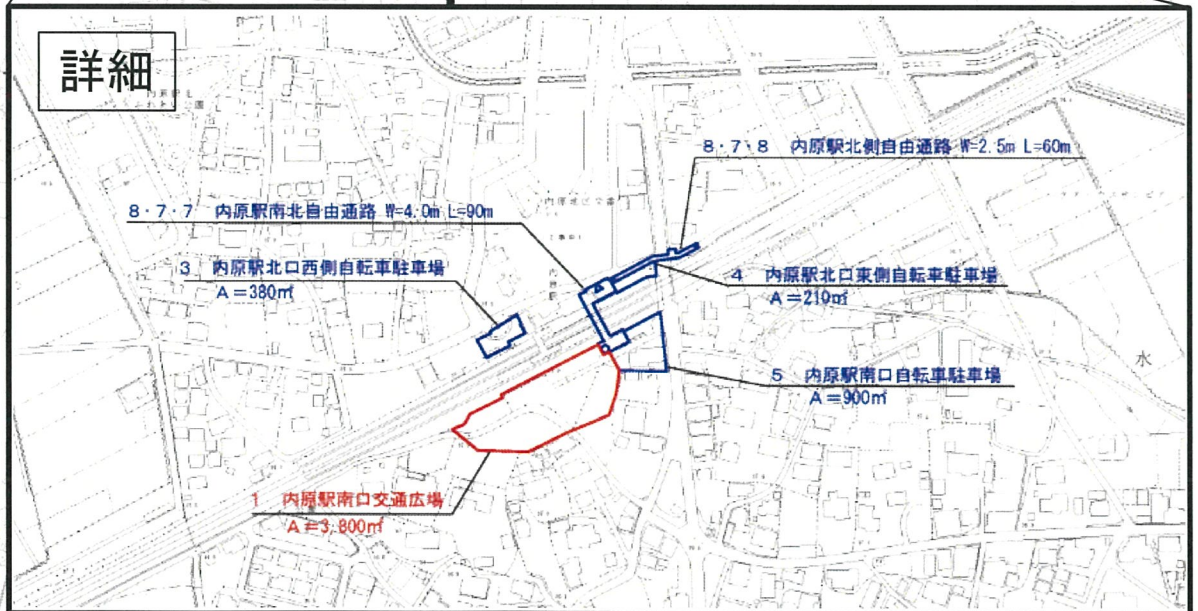 詳細
8・7・8 内原駅北側自由通路 W=2.5m L=60m
8・7・7 内原駅南北自由通路 W=4.0m L=90m
3 内原駅北口西側自転車駐車場
A=380㎡
4 内原駅北口東側自転車駐車場
A=210㎡
5 内原駅南口自転車駐車場
A=900㎡
水
1 内原駅南口交通広場
A=3,800㎡